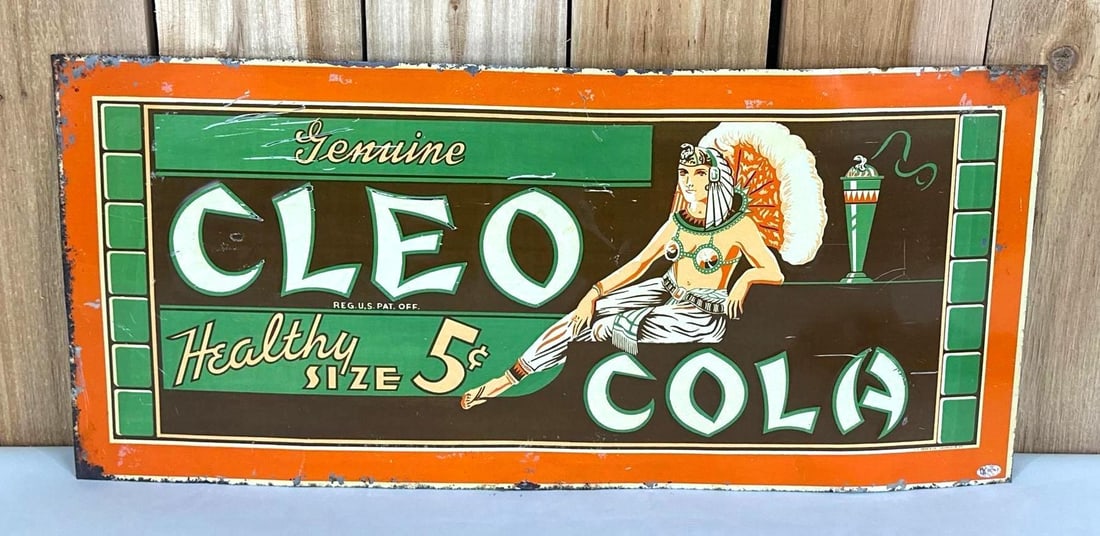 Genuine
CLEO
REG. U.S. PAT. OFF.
Healthy
SIZE 5¢
COLA